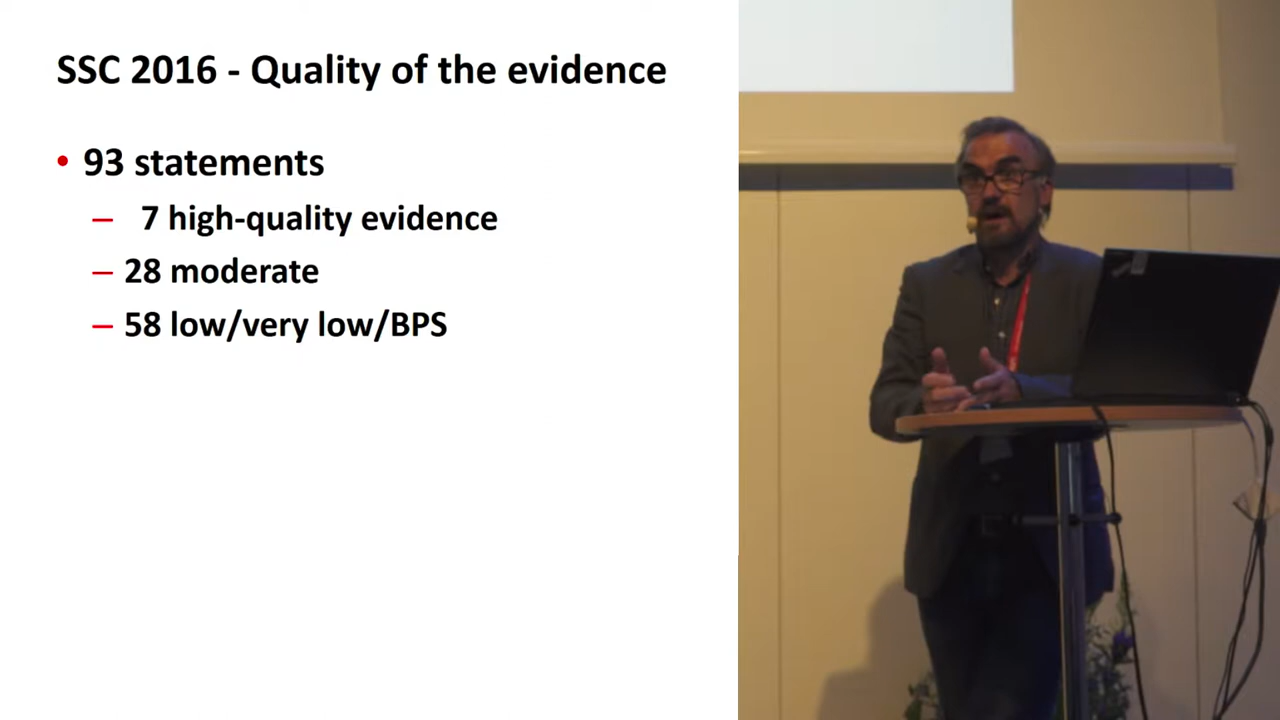 SSC 2016 - Quality of the evidence
• 93 statements
– 7 high-quality evidence
– 28 moderate
– 58 low/very low/BPS